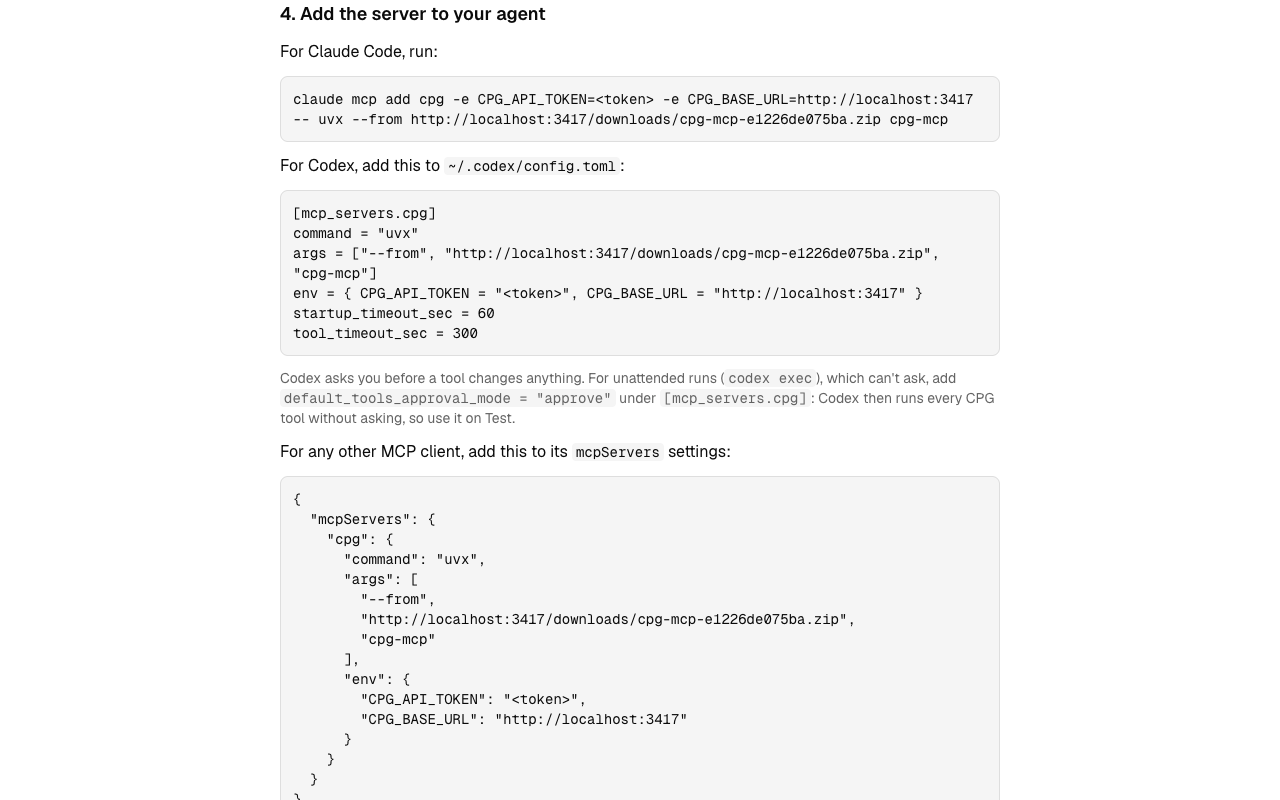 4. Add the server to your agent
For Claude Code, run:
claude mcp add cpg -e CPG_API_TOKEN=<token> -e CPG_BASE_URL=http://localhost:3417
-- uvx --from http://localhost:3417/downloads/cpg-mcp-e1226de075ba.zip cpg-mcp
For Codex, add this to ~/.codex/config.toml:
[mcp_servers.cpg]
command = "uvx"
args = ["--from", "http://localhost:3417/downloads/cpg-mcp-e1226de075ba.zip",
"cpg-mcp"]
env = { CPG_API_TOKEN = "<token>", CPG_BASE_URL = "http://localhost:3417" }
startup_timeout_sec = 60
tool_timeout_sec = 300
Codex asks you before a tool changes anything. For unattended runs (codex exec), which can't ask, add
default_tools_approval_mode = "approve" under [mcp_servers.cpg]: Codex then runs every CPG
tool without asking, so use it on Test.
For any other MCP client, add this to its mcpServers settings:
{
  "mcpServers": {
    "cpg": {
      "command": "uvx",
      "args": [
        "--from",
        "http://localhost:3417/downloads/cpg-mcp-e1226de075ba.zip",
        "cpg-mcp"
      ],
      "env": {
        "CPG_API_TOKEN": "<token>",
        "CPG_BASE_URL": "http://localhost:3417"
      }
    }
  }
}